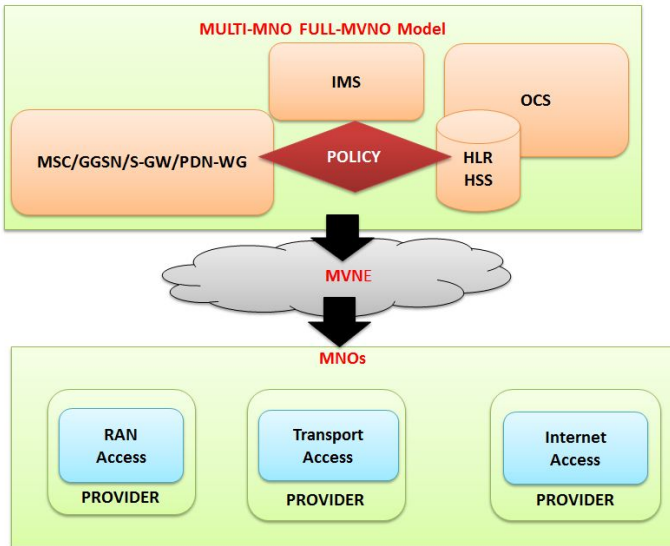 MULTI-MNO FULL-MVNO Model
IMS
OCS
MSC/GGSN/S-GW/PDN-WG
POLICY
HLR
HSS
MVNE
MNOs
RAN
Access
PROVIDER
Transport
Access
PROVIDER
Internet
Access
PROVIDER